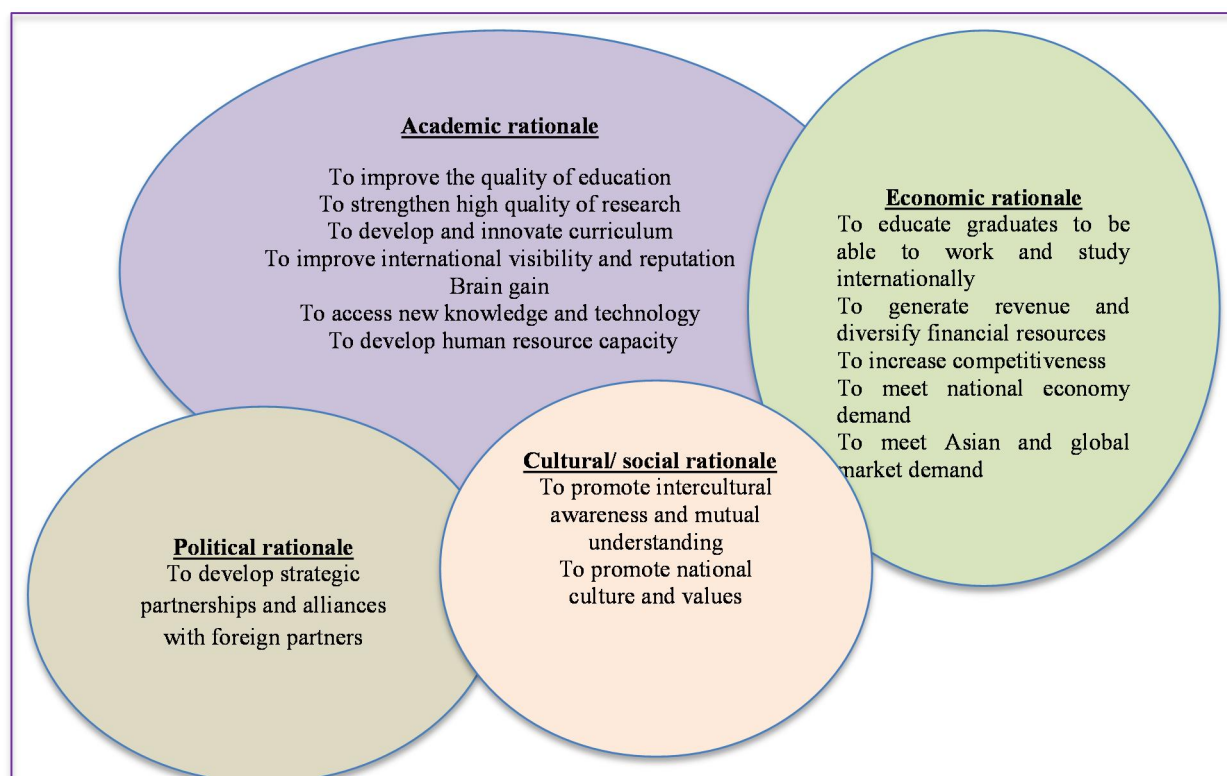 Academic rationale
To improve the quality of education
To strengthen high quality of research
To develop and innovate curriculum
To improve international visibility and reputation
Brain gain
To access new knowledge and technology
To develop human resource capacity
Economic rationale
To educate graduates to be
able to work and study
internationally
To generate revenue and
diversify financial resources
To increase competitiveness
To meet national economy
demand
To meet Asian and global
market demand
Cultural/ social rationale
To promote intercultural
awareness and mutual
understanding
To promote national
culture and values
Political rationale
To develop strategic
partnerships and alliances
with foreign partners